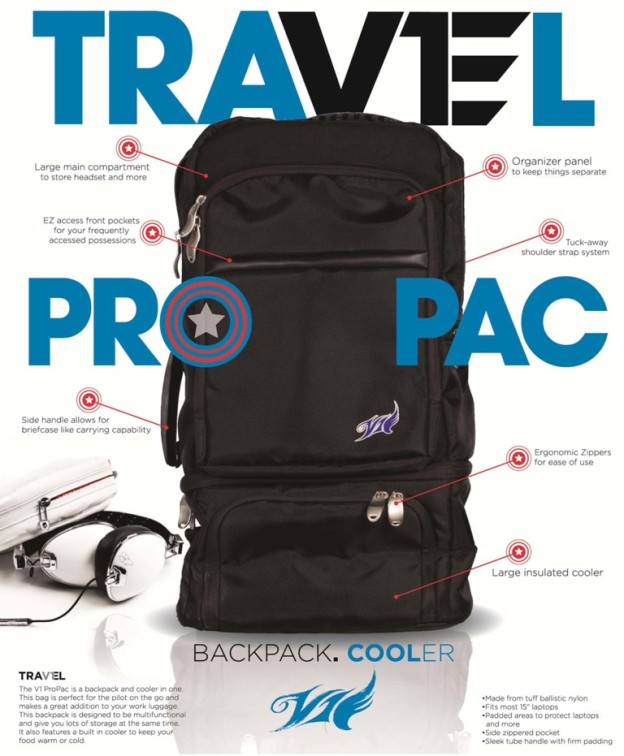 TRAVEL
Large main compartment
to store headset and more
Organizer panel
to keep things separate
EZ access front pockets
for your frequently
accessed possessions
Tuck-away
shoulder strap system
PRO PAC
Side handle allows for
briefcase like carrying capability
V1
Ergonomic Zippers
for ease of use
Large insulated cooler
BACKPACK. COOLER
V1
TRAVEL
The V1 ProPac is a backpack and cooler in one.
This bag is perfect for the pilot on the go and
makes a great addition to your work luggage.
This backpack is designed to be multifunctional
and give you lots of storage at the same time.
It also features a built in cooler to keep your
food warm or cold.
•Made from tuff ballistic nylon
•Fits most 15" laptops
•Padded areas to protect laptops
and more
•Side zippered pocket
•Sleek tube handle with firm padding